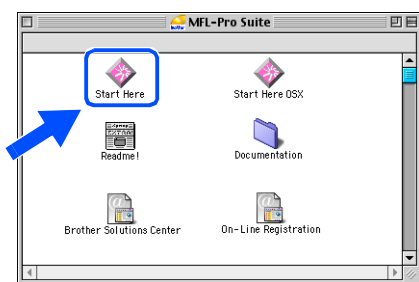 MFL-Pro Suite
Start Here
Start Here OSX
Readme!
Documentation
Brother Solutions Center
On-Line Registration